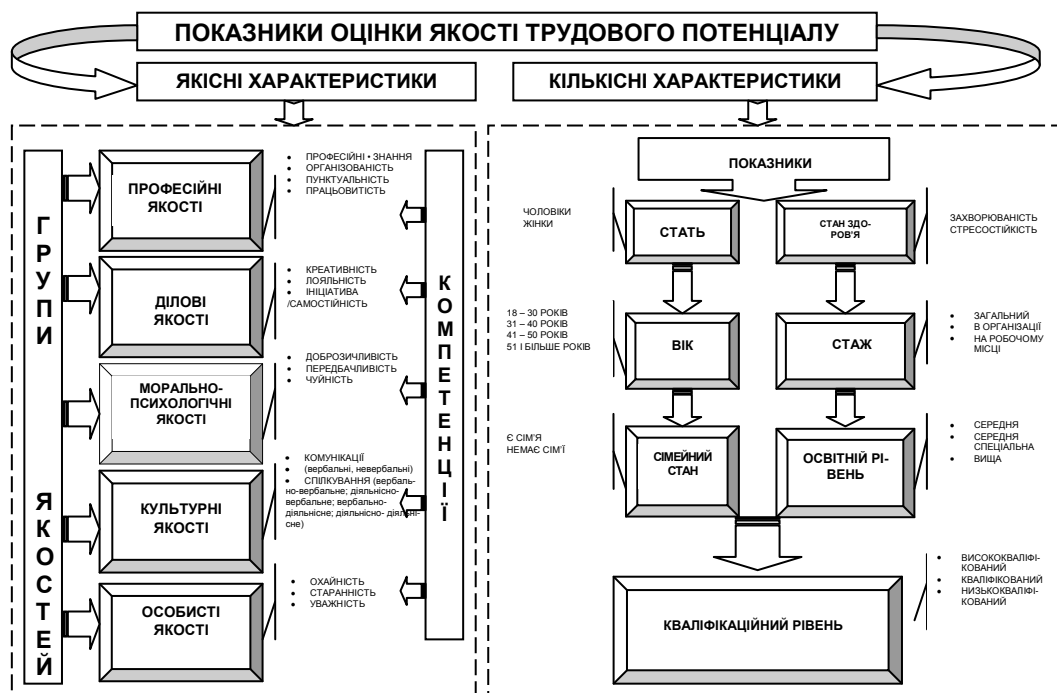 ПОКАЗНИКИ ОЦІНКИ ЯКОСТІ ТРУДОВОГО ПОТЕНЦІАЛУ
ЯКІСНІ ХАРАКТЕРИСТИКИ
ГРУПИ ЯКОСТЕЙ
ПРОФЕСІЙНІ
ЯКОСТІ
• ПРОФЕСІЙНІ • ЗНАННЯ
• ОРГАНІЗОВАНІСТЬ
• ПУНКТУАЛЬНІСТЬ
• ПРАЦЬОВИТІСТЬ
ДІЛОВІ
ЯКОСТІ
• КРЕАТИВНІСТЬ
• ЛОЯЛЬНІСТЬ
• ІНІЦІАТИВА
/САМОСТІЙНІСТЬ
МОРАЛЬНО-
ПСИХОЛОГІЧНІ
ЯКОСТІ
• ДОБРОЗИЧЛИВІСТЬ
• ПЕРЕДБАЧЛИВІСТЬ
• ЧУЙНІСТЬ
КУЛЬТУРНІ
ЯКОСТІ
• КОМУНІКАЦІЇ
• (вербальні, невербальні)
• СПІЛКУВАННЯ (вербаль-
но-вербальне; діяльнісно-
вербальне; вербально-
діяльнісне; діяльнісно- діяльні-
сне)
ОСОБИСТІ
ЯКОСТІ
• ОХАЙНІСТЬ
• СТАРАННІСТЬ
• УВАЖНІСТЬ
КОМПЕТЕНЦІЇ
КІЛЬКІСНІ ХАРАКТЕРИСТИКИ
ПОКАЗНИКИ
ЧОЛОВІКИ
ЖІНКИ
СТАТЬ
СТАН ЗДО-
РОВ'Я
ЗАХВОРЮВАНІСТЬ
СТРЕСОСТІЙКІСТЬ
18 – 30 РОКІВ
31 – 40 РОКІВ
41 – 50 РОКІВ
51 І БІЛЬШЕ РОКІВ
ВІК
СТАЖ
• ЗАГАЛЬНИЙ
• В ОРГАНІЗАЦІЇ
• НА РОБОЧОМУ
МІСЦІ
Є СІМ'Я
НЕМАЄ СІМ'Ї
СІМЕЙНИЙ
СТАН
ОСВІТНІЙ РІ-
ВЕНЬ
• СЕРЕДНЯ
• СЕРЕДНЯ
СПЕЦІАЛЬНА
• ВИЩА
КВАЛІФІКАЦІЙНИЙ РІВЕНЬ
• ВИСОКОКВАЛІФІ-
КОВАНИЙ
• КВАЛІФІКОВАНИЙ
• НИЗЬКОКВАЛІФІ-
КОВАНИЙ